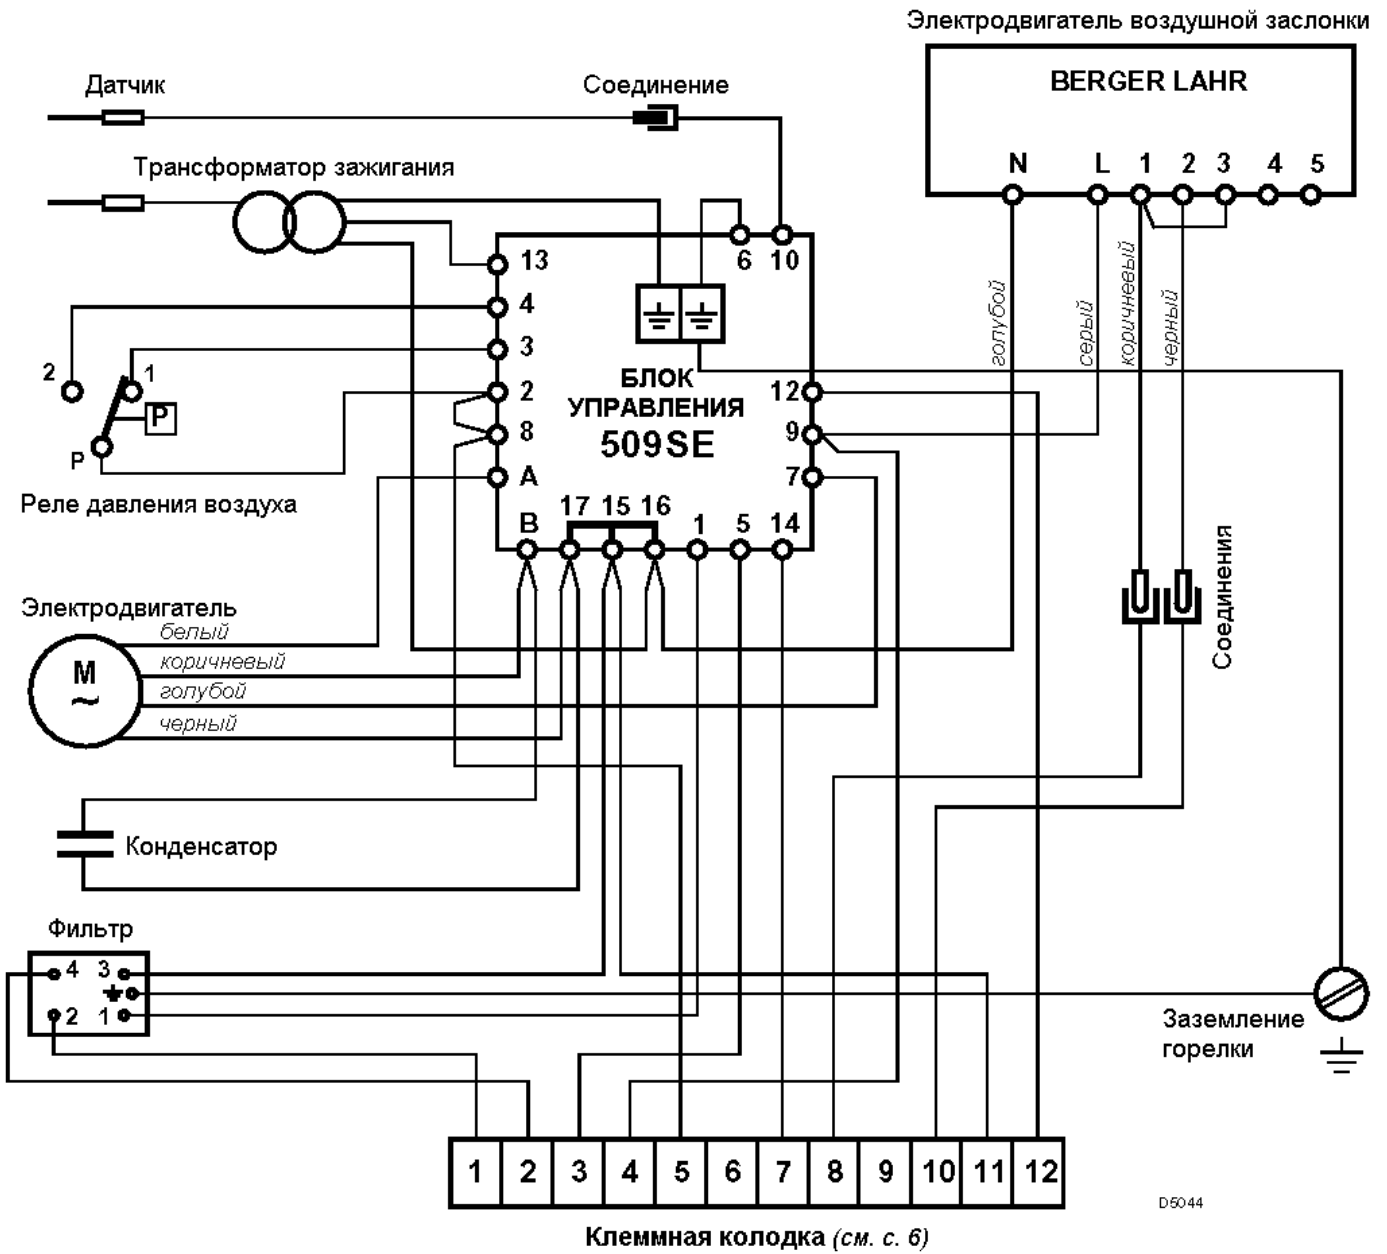 Электродвигатель воздушной заслонки
BERGER LAHR
N L 1 2 3 4 5
Датчик
Соединение
Трансформатор зажигания
6 10
13
4
3
2
8
A
2 1
P
P
Реле давления воздуха
БЛОК
УПРАВЛЕНИЯ
509SE
12
9
7
B 17 15 16 1 5 14
голубой
серый
коричневый
черный
Соединения
Электродвигатель
M
~
белый
коричневый
голубой
черный
Конденсатор
Фильтр
4 3
2 1
Заземление
горелки
1 2 3 4 5 6 7 8 9 10 11 12
D5044
Клеммная колодка (см. с. 6)